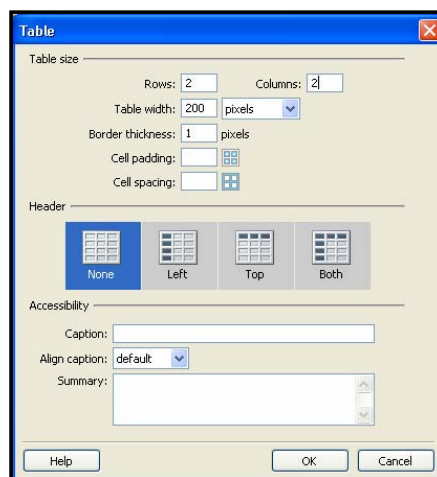 Table
Table size
Rows: 2 Columns: 2
Table width: 200 pixels
Border thickness: 1 pixels
Cell padding:
Cell spacing:
Header
None Left Top Both
Accessibility
Caption:
Align caption: default
Summary:
Help OK Cancel